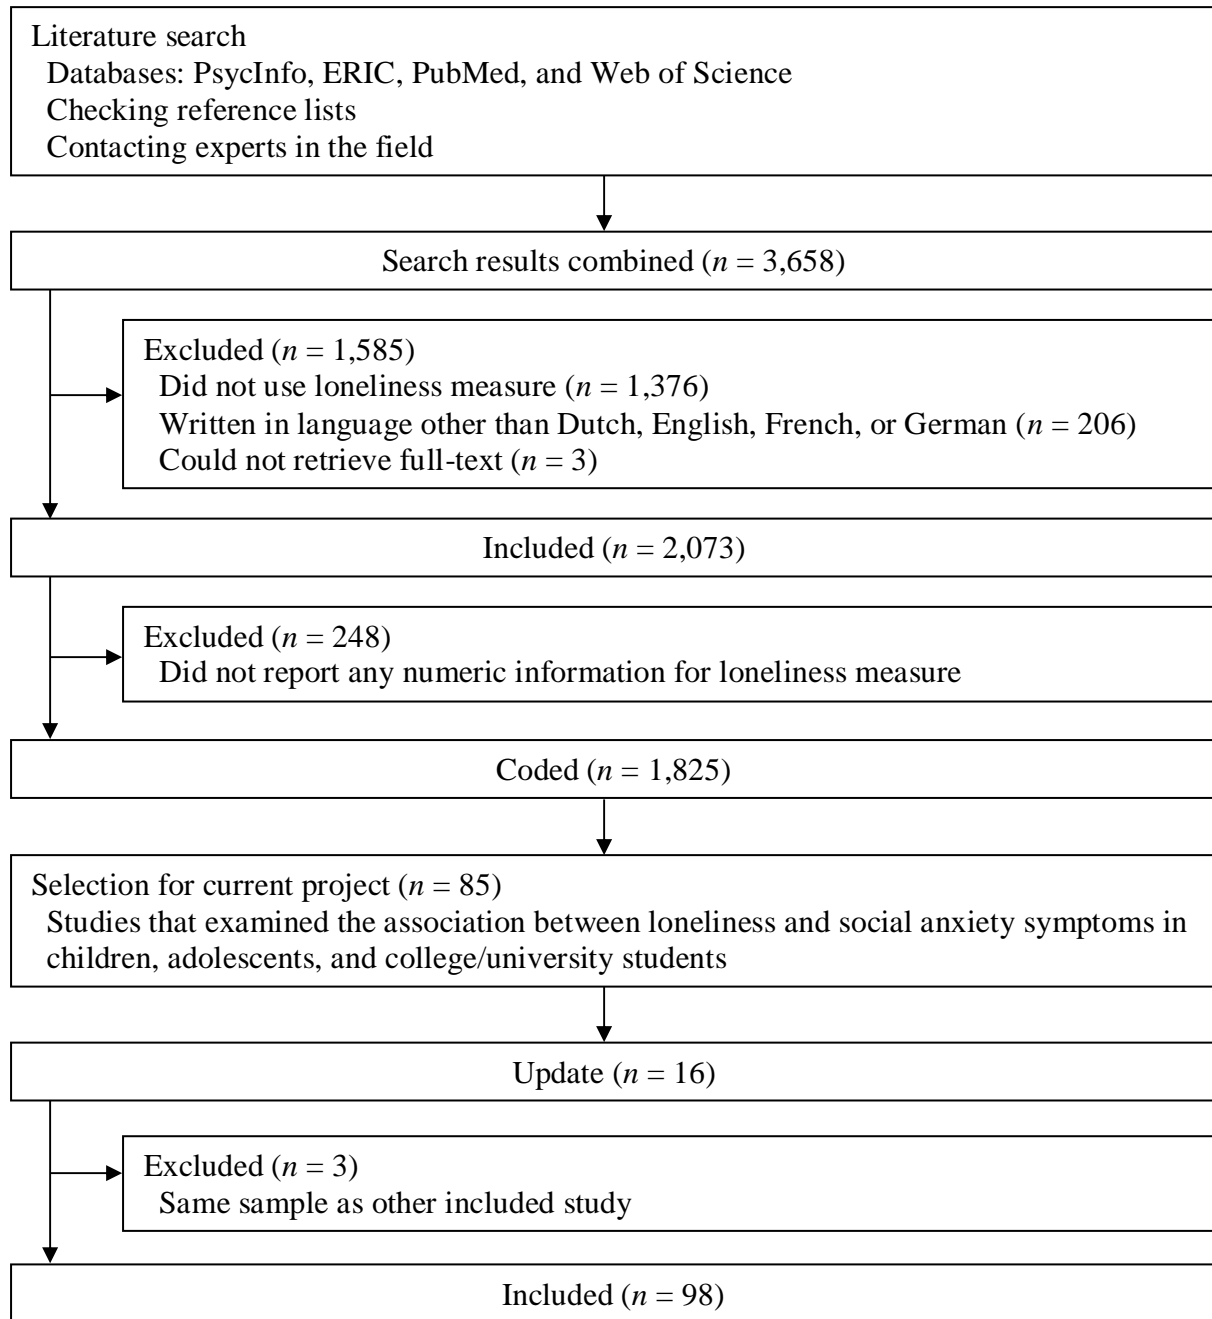 Literature search
Databases: PsycInfo, ERIC, PubMed, and Web of Science
Checking reference lists
Contacting experts in the field
Search results combined (n = 3,658)
Excluded (n = 1,585)
Did not use loneliness measure (n = 1,376)
Written in language other than Dutch, English, French, or German (n = 206)
Could not retrieve full-text (n = 3)
Included (n = 2,073)
Excluded (n = 248)
Did not report any numeric information for loneliness measure
Coded (n = 1,825)
Selection for current project (n = 85)
Studies that examined the association between loneliness and social anxiety symptoms in
children, adolescents, and college/university students
Update (n = 16)
Excluded (n = 3)
Same sample as other included study
Included (n = 98)